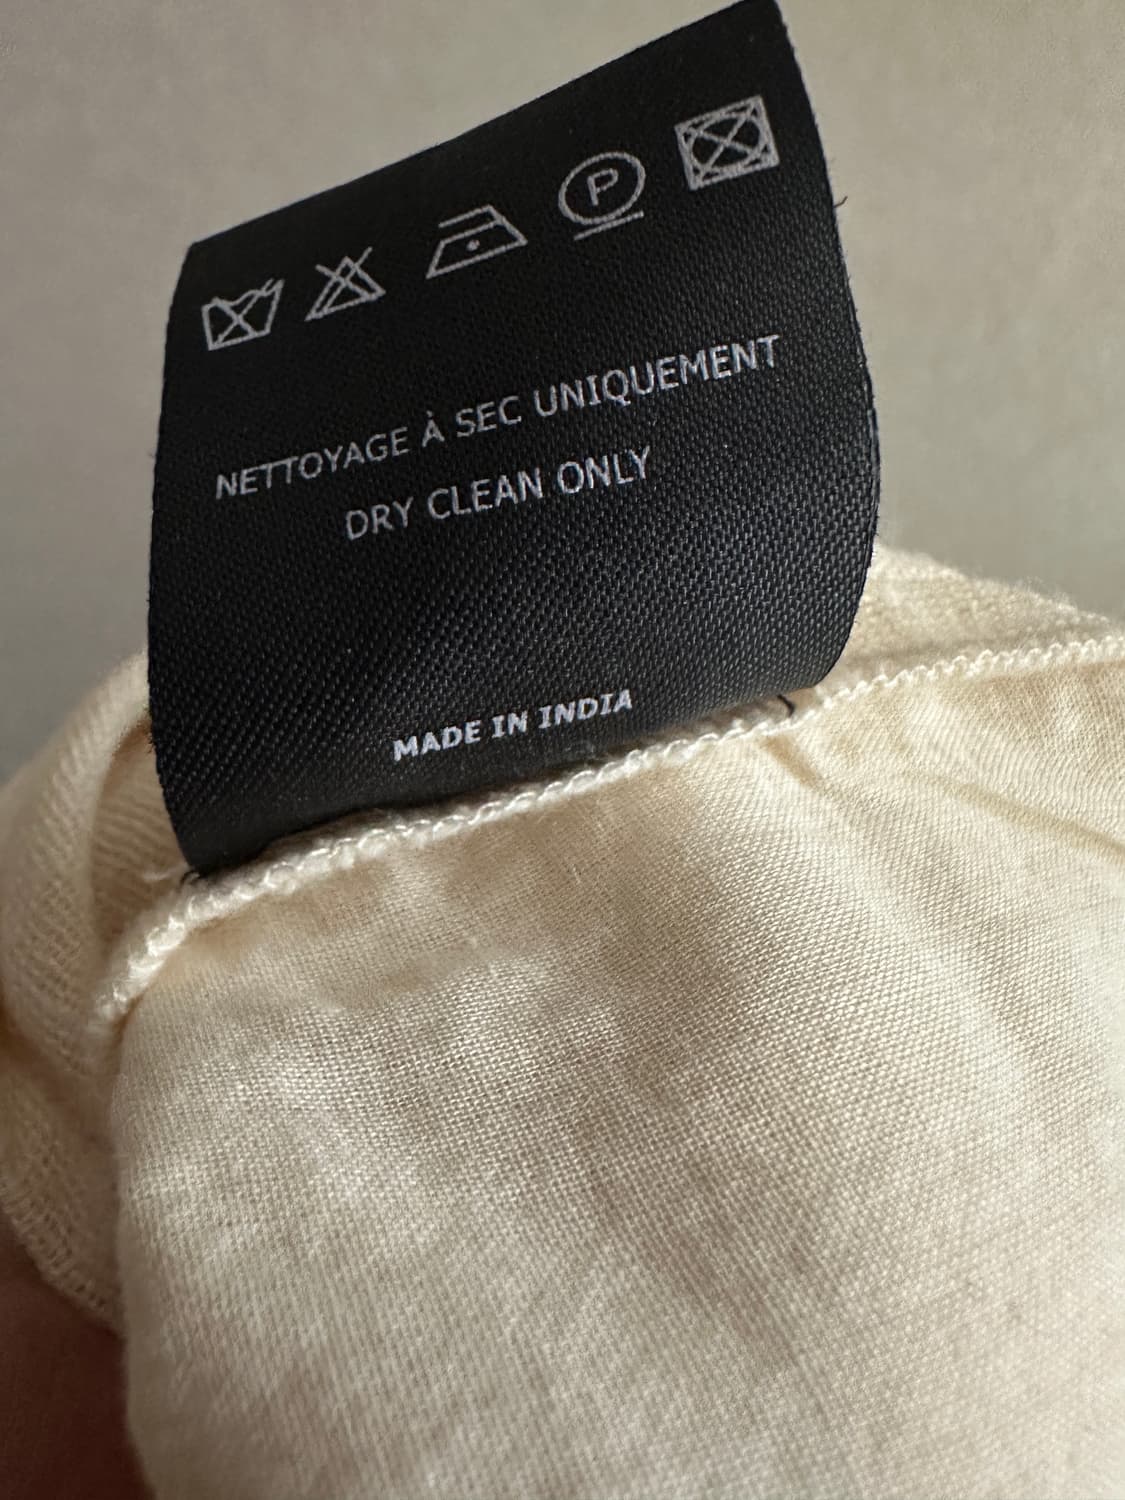 P
NETTOYAGE À SEC UNIQUEMENT
DRY CLEAN ONLY
MADE IN INDIA